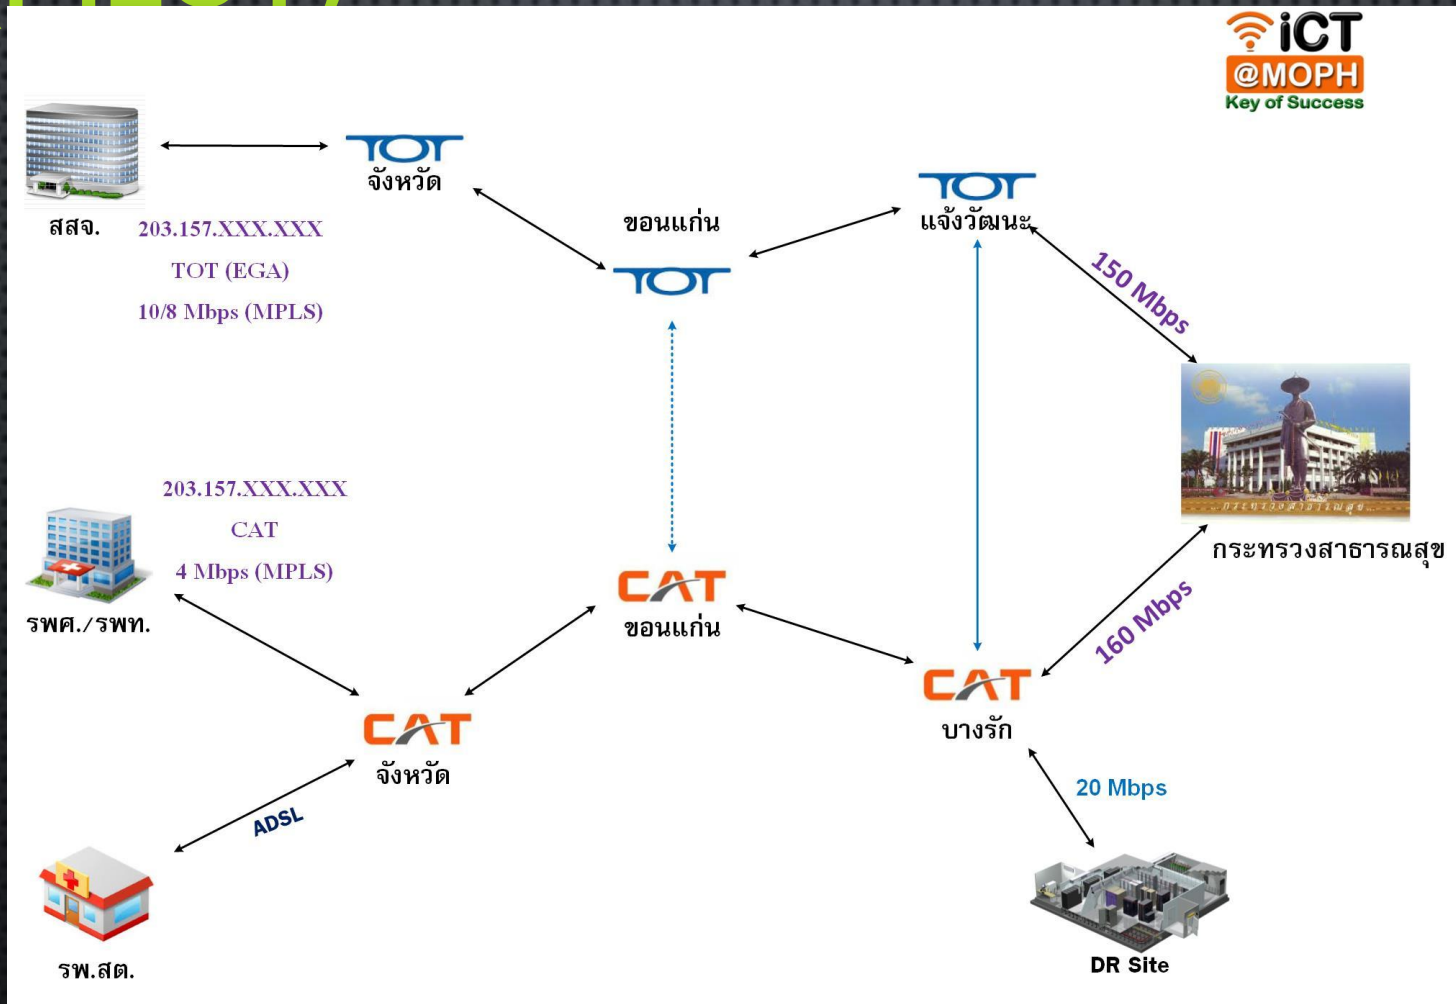 iCT
@MOPH
Key of Success
TOT
จังหวัด
สสจ.
203.157.XXX.XXX
TOT (EGA)
10/8 Mbps (MPLS)
ขอนแก่น
TOT
TOT
แจ้งวัฒนะ
150 Mbps
กระทรวงสาธารณสุข
203.157.XXX.XXX
CAT
4 Mbps (MPLS)
รพศ./รพท.
CAT
ขอนแก่น
160 Mbps
CAT
บางรัก
CAT
จังหวัด
20 Mbps
ADSL
รพ.สต.
DR Site